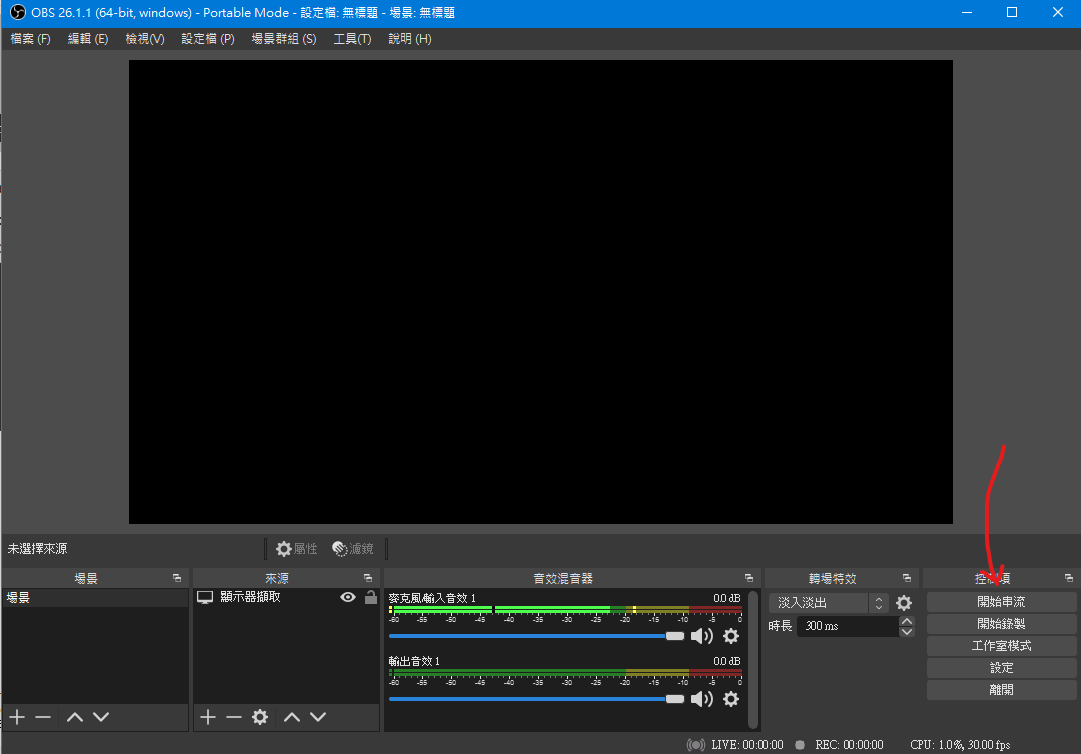 OBS 26.1.1 (64-bit, windows) - Portable Mode - 設定檔: 無標題 - 場景: 無標題
檔案 (F) 編輯 (E) 檢視(V) 設定檔 (P) 場景群組 (S) 工具(T) 說明 (H)
未選擇來源 屬性 濾鏡
場景 來源 音效混音器 轉場特效
場景 顯示器擷取 麥克風/輸入音效 1 0.0 dB 淡入淡出 開始串流
-60 -55 -50 -45 -40 -35 -30 -25 -20 -15 -10 -5 0
時長 300 ms 開始錄製
工作室模式
輸出音效 1 0.0 dB 設定
-60 -55 -50 -45 -40 -35 -30 -25 -20 -15 -10 -5 0
離開
LIVE: 00:00:00 REC: 00:00:00 CPU: 1.0%, 30.00 fps